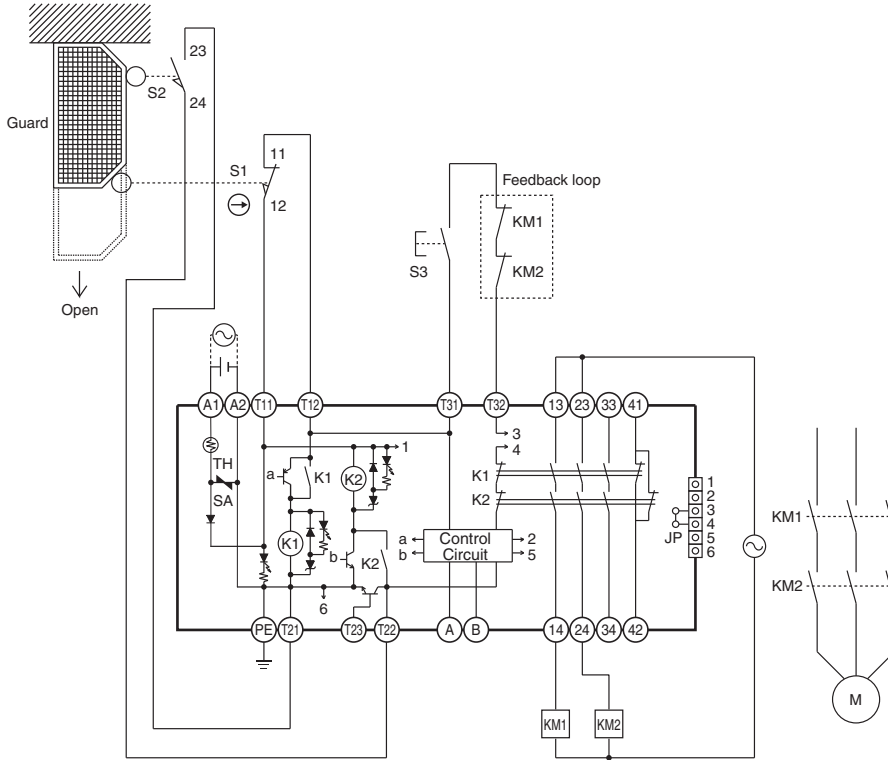 23
S2
24
Guard
11
S1
12
Open
Feedback loop
KM1
S3
KM2
A1 A2 T11 T12 T31 T32 13 23 33 41
1
3
4
TH
SA
a
K1
K2
K1
K2
K1
b
K2
a
b
Control
Circuit
2
5
6
JP
1
2
3
4
5
6
PE T21 T23 T22 A B 14 24 34 42
KM1
KM2
KM1
KM2
M